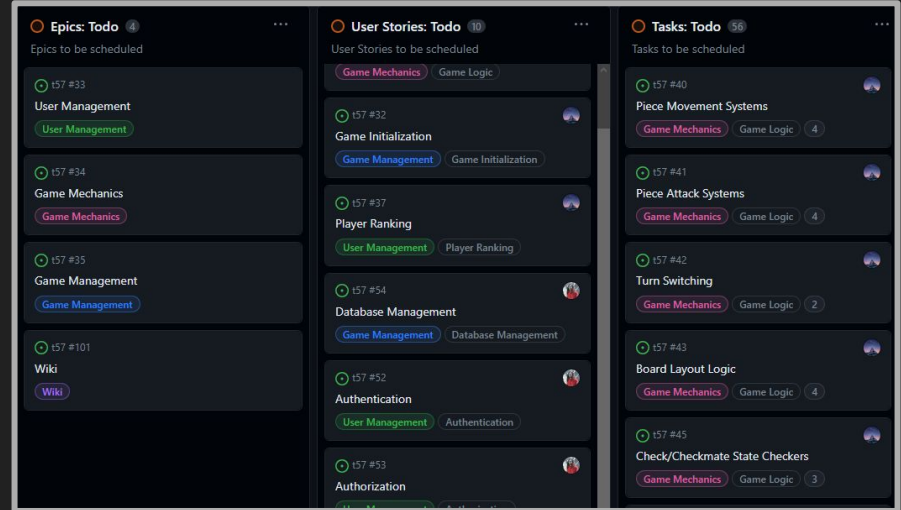 Epics: Todo 4
Epics to be scheduled
t57 #33
User Management
User Management
t57 #34
Game Mechanics
Game Mechanics
t57 #35
Game Management
Game Management
t57 #101
Wiki
Wiki
User Stories: Todo 10
User Stories to be scheduled
Game Mechanics Game Logic
t57 #32
Game Initialization
Game Management Game Initialization
t57 #37
Player Ranking
User Management Player Ranking
t57 #54
Database Management
Game Management Database Management
t57 #52
Authentication
User Management Authentication
t57 #53
Authorization
User Management Authorization
Tasks: Todo 56
Tasks to be scheduled
t57 #40
Piece Movement Systems
Game Mechanics Game Logic 4
t57 #41
Piece Attack Systems
Game Mechanics Game Logic 4
t57 #42
Turn Switching
Game Mechanics Game Logic 2
t57 #43
Board Layout Logic
Game Mechanics Game Logic 4
t57 #45
Check/Checkmate State Checkers
Game Mechanics Game Logic 3